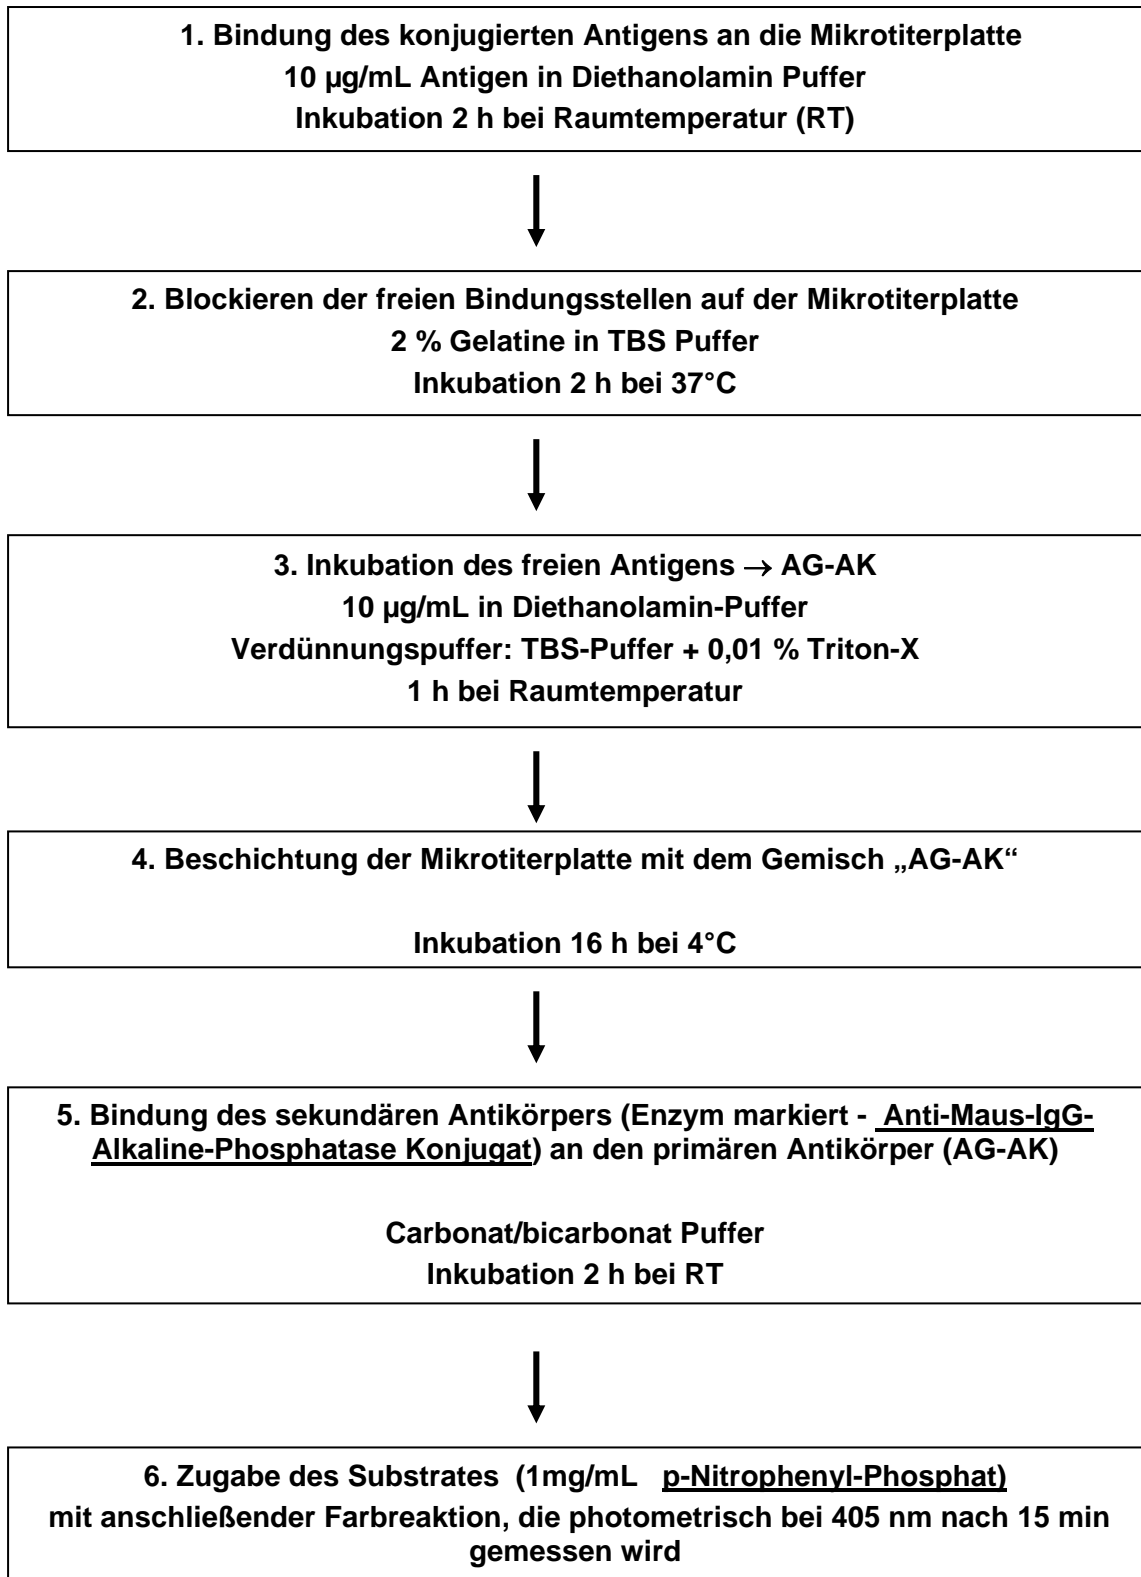 1. Bindung des konjugierten Antigens an die Mikrotiterplatte
10 µg/mL Antigen in Diethanolamin Puffer
Inkubation 2 h bei Raumtemperatur (RT)
2. Blockieren der freien Bindungsstellen auf der Mikrotiterplatte
2 % Gelatine in TBS Puffer
Inkubation 2 h bei 37°C
3. Inkubation des freien Antigens → AG-AK
10 µg/mL in Diethanolamin-Puffer
Verdünnungspuffer: TBS-Puffer + 0,01 % Triton-X
1 h bei Raumtemperatur
4. Beschichtung der Mikrotiterplatte mit dem Gemisch „AG-AK“
Inkubation 16 h bei 4°C
5. Bindung des sekundären Antikörpers (Enzym markiert - Anti-Maus-IgG-
Alkaline-Phosphatase Konjugat) an den primären Antikörper (AG-AK)
Carbonat/bicarbonat Puffer
Inkubation 2 h bei RT
6. Zugabe des Substrates (1mg/mL p-Nitrophenyl-Phosphat)
mit anschließender Farbreaktion, die photometrisch bei 405 nm nach 15 min
gemessen wird